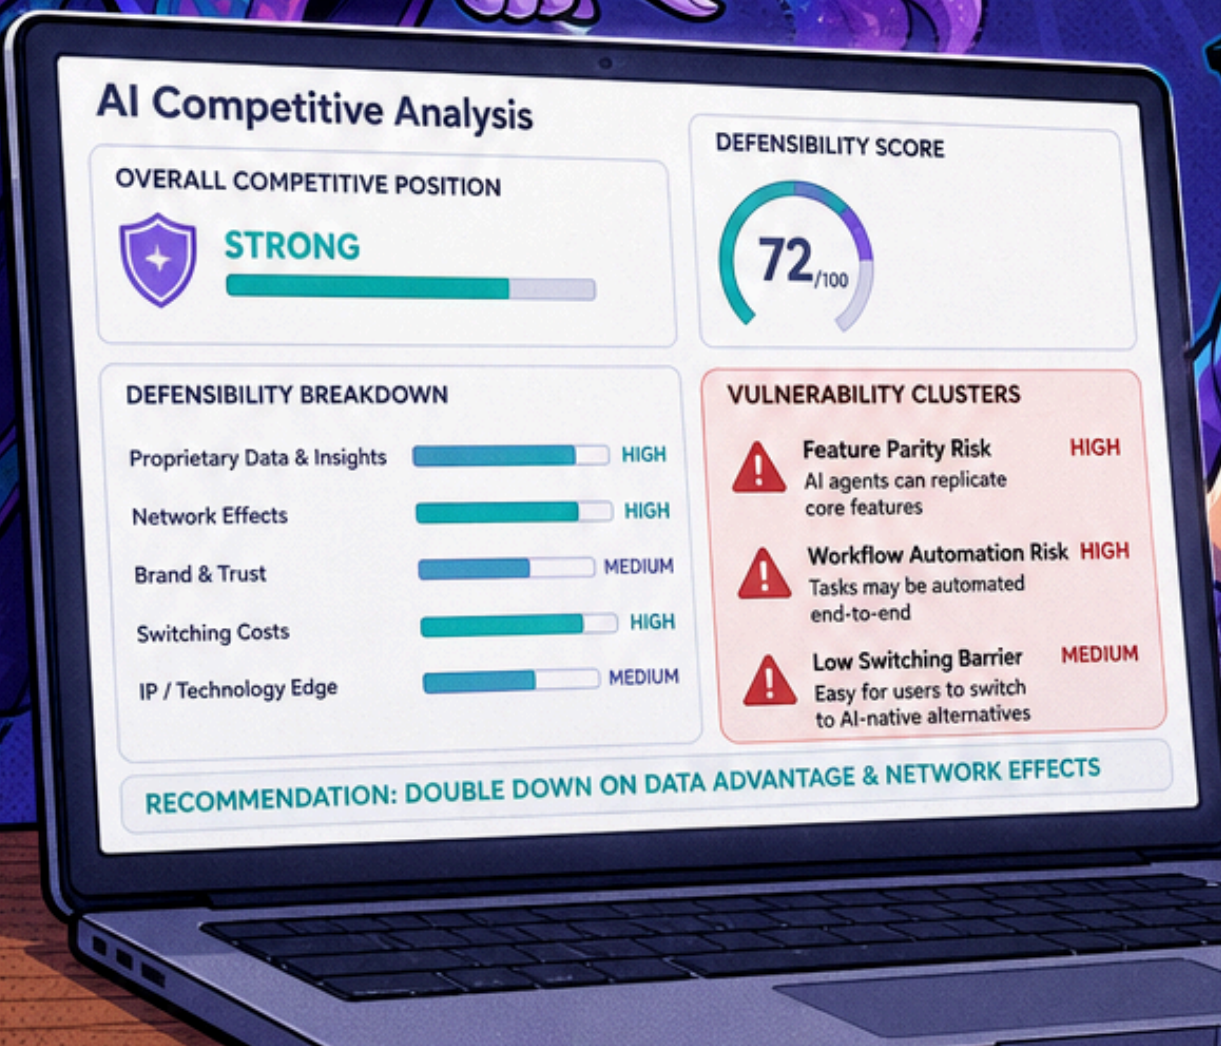 AI Competitive Analysis
OVERALL COMPETITIVE POSITION
STRONG
DEFENSIBILITY SCORE
72/100
DEFENSIBILITY BREAKDOWN
Proprietary Data & Insights HIGH
Network Effects HIGH
Brand & Trust MEDIUM
Switching Costs HIGH
IP / Technology Edge MEDIUM
VULNERABILITY CLUSTERS
Feature Parity Risk HIGH
AI agents can replicate
core features
Workflow Automation Risk HIGH
Tasks may be automated
end-to-end
Low Switching Barrier MEDIUM
Easy for users to switch
to AI-native alternatives
RECOMMENDATION: DOUBLE DOWN ON DATA ADVANTAGE & NETWORK EFFECTS